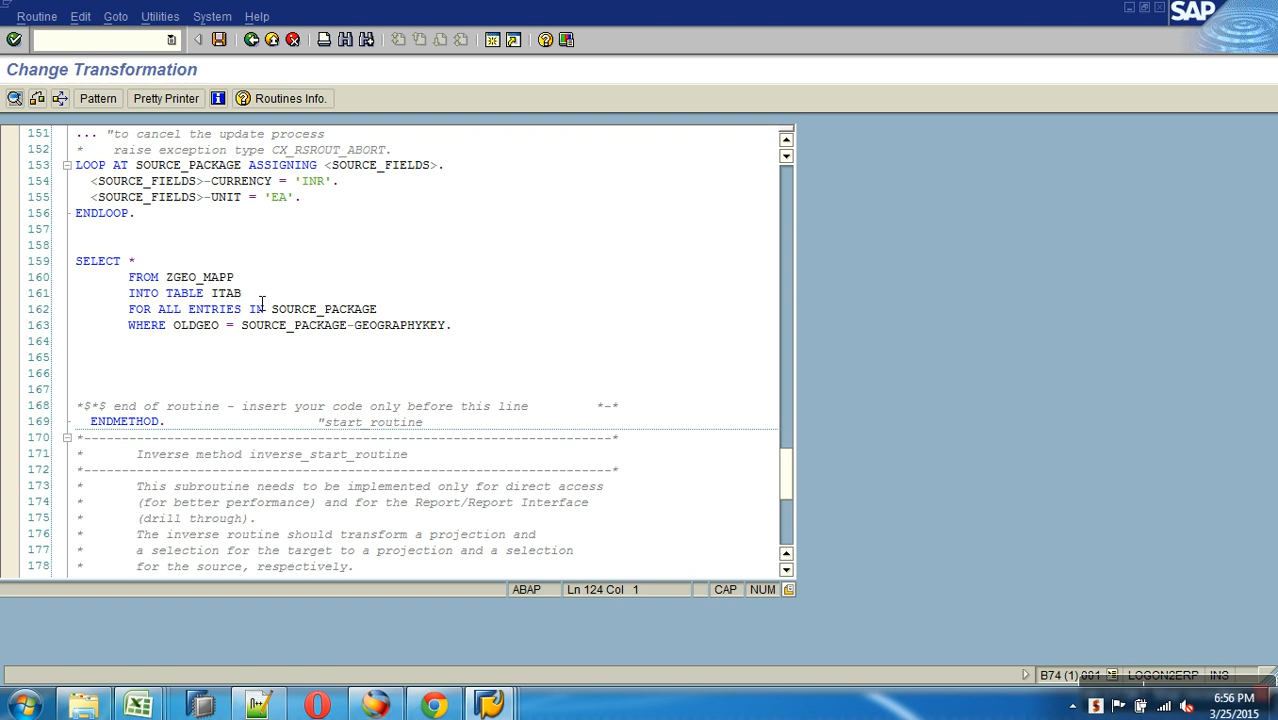 Routine Edit Goto Utilities System Help
SAP
Change Transformation
Pattern Pretty Printer Routines Info.
151 ... "to cancel the update process
152 * raise exception type CX_RSROUT_ABORT.
153 LOOP AT SOURCE_PACKAGE ASSIGNING <SOURCE_FIELDS>.
154 <SOURCE_FIELDS>-CURRENCY = 'INR'.
155 <SOURCE_FIELDS>-UNIT = 'EA'.
156 ENDLOOP.
157
158
159 SELECT *
160 FROM ZGEO_MAPP
161 INTO TABLE ITAB
162 FOR ALL ENTRIES IN SOURCE_PACKAGE
163 WHERE OLDGEO = SOURCE_PACKAGE-GEOGRAPHYKEY.
164
165
166
167
168 *$*$ end of routine - insert your code only before this line *-*
169 ENDMETHOD. "start_routine
170 *----------------------------------------------------------------------*
171 * Inverse method inverse_start_routine
172 *----------------------------------------------------------------------*
173 * This subroutine needs to be implemented only for direct access
174 * (for better performance) and for the Report/Report Interface
175 * (drill through).
176 * The inverse routine should transform a projection and
177 * a selection for the target to a projection and a selection
178 * for the source, respectively.
ABAP Ln 124 Col 1 CAP NUM
B74 (1) 001 LOGON2ERP INS
6:56 PM
3/25/2015